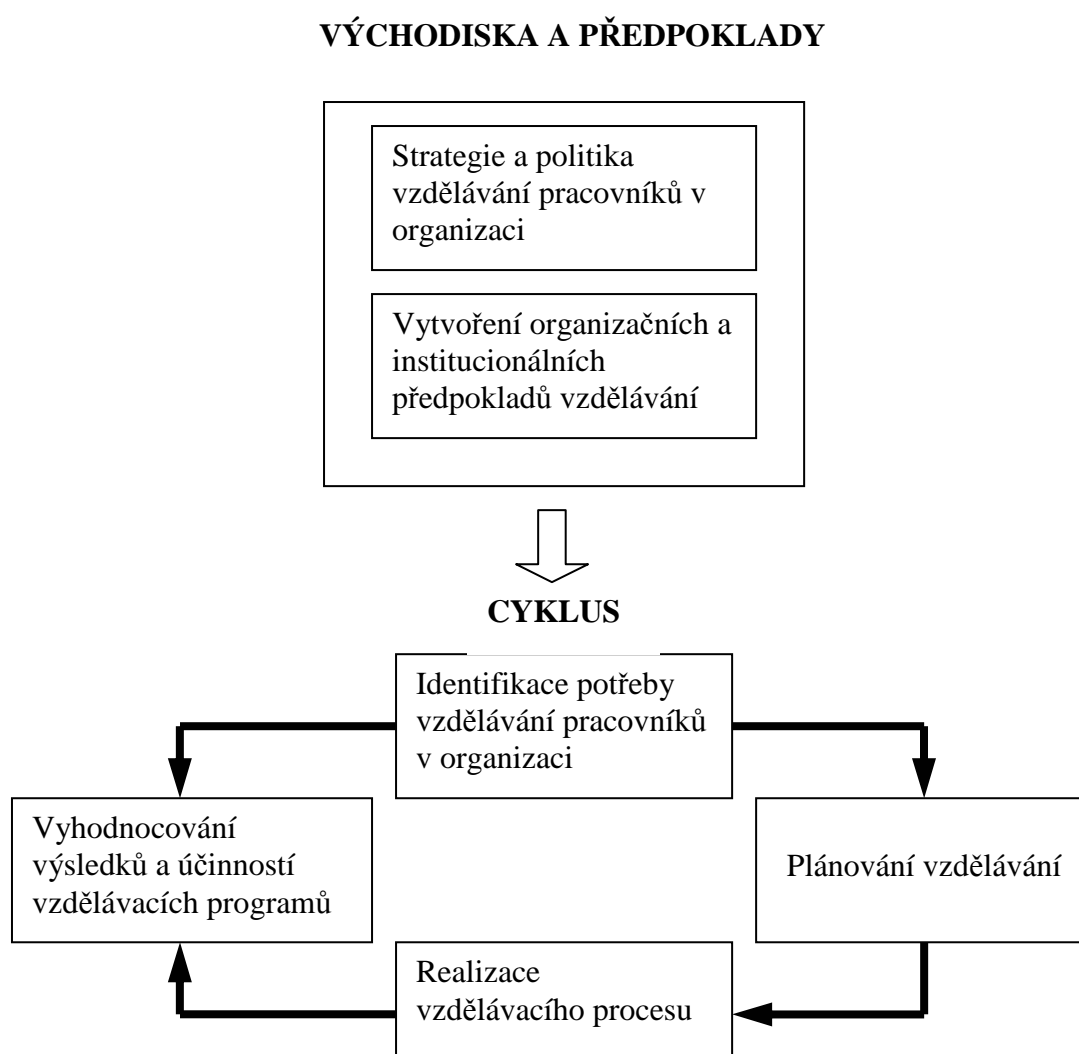 VÝCHODISKA A PŘEDPOKLADY
Strategie a politika
vzdělávání pracovníků v
organizaci
Vytvoření organizačních a
institucionálních
předpokladů vzdělávání
CYKLUS
Identifikace potřeby
vzdělávání pracovníků
v organizaci
Vyhodnocování
výsledků a účinností
vzdělávacích programů
Plánování vzdělávání
Realizace
vzdělávacího procesu